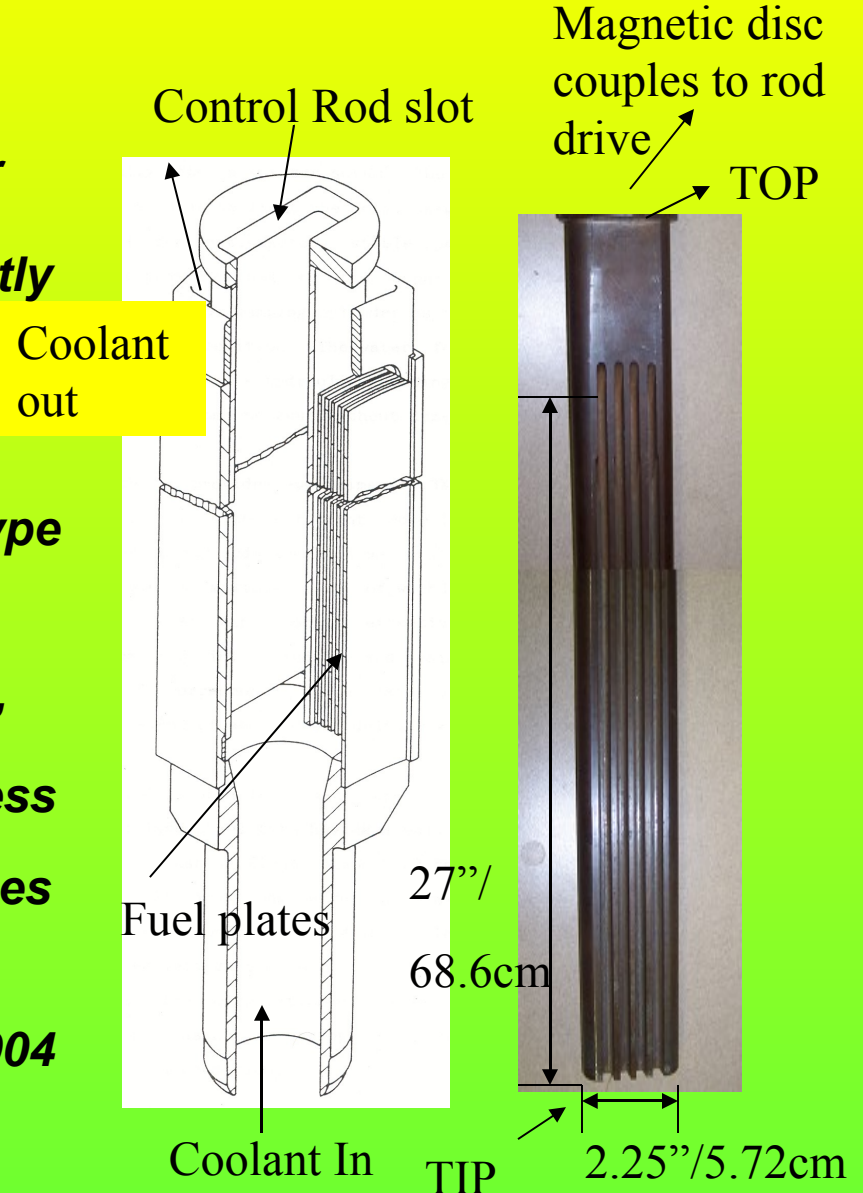 Magnetic disc
couples to rod
drive
Control Rod slot
TOP
Coolant
out
Fuel plates
27”/
68.6cm
Coolant In
TIP
2.25”/5.72cm